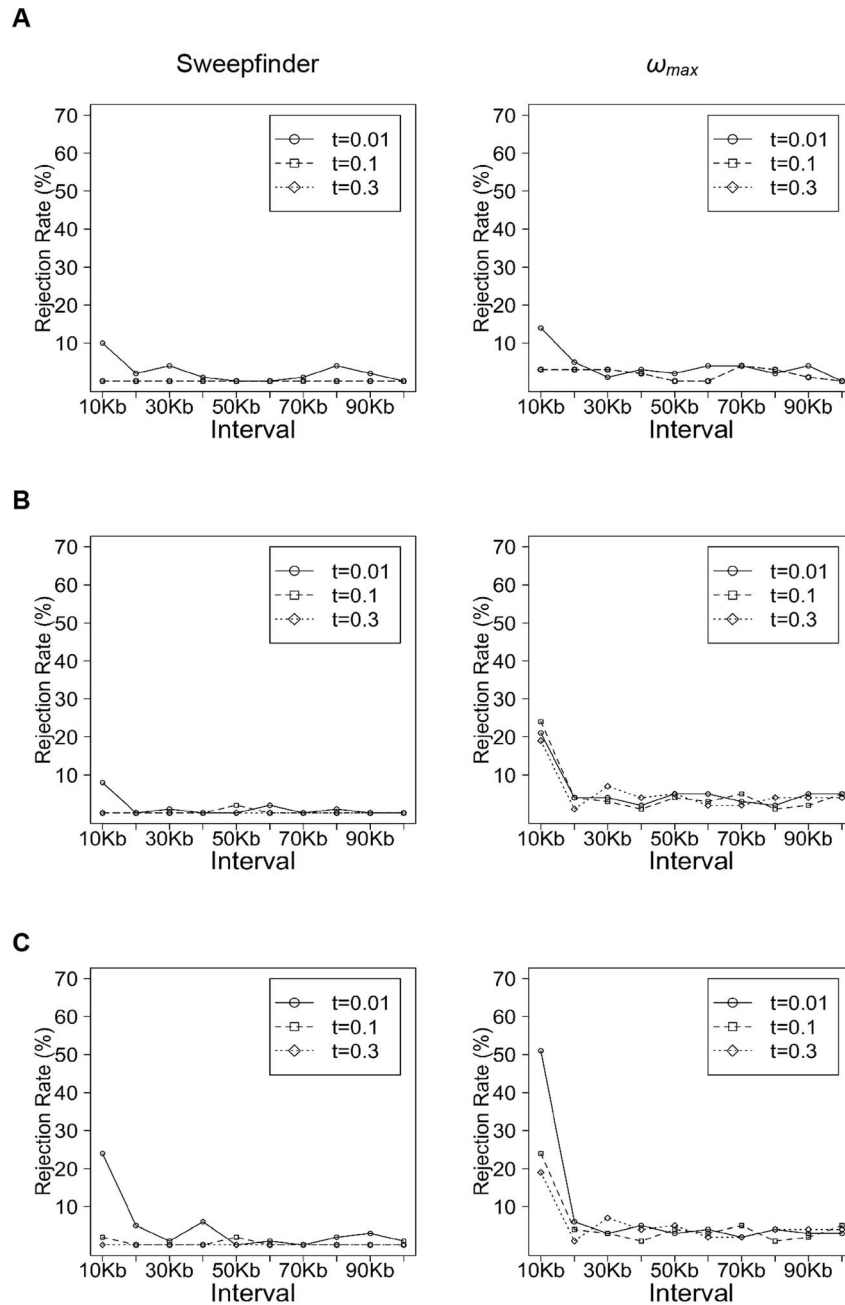 A
Sweepfinder
ω_max
Rejection Rate (%)
70
60
50
40
30
20
10
t=0.01
t=0.1
t=0.3
10Kb 30Kb 50Kb 70Kb 90Kb
Interval
Rejection Rate (%)
70
60
50
40
30
20
10
t=0.01
t=0.1
t=0.3
10Kb 30Kb 50Kb 70Kb 90Kb
Interval
B
Rejection Rate (%)
70
60
50
40
30
20
10
t=0.01
t=0.1
t=0.3
10Kb 30Kb 50Kb 70Kb 90Kb
Interval
Rejection Rate (%)
70
60
50
40
30
20
10
t=0.01
t=0.1
t=0.3
10Kb 30Kb 50Kb 70Kb 90Kb
Interval
C
Rejection Rate (%)
70
60
50
40
30
20
10
t=0.01
t=0.1
t=0.3
10Kb 30Kb 50Kb 70Kb 90Kb
Interval
Rejection Rate (%)
70
60
50
40
30
20
10
t=0.01
t=0.1
t=0.3
10Kb 30Kb 50Kb 70Kb 90Kb
Interval